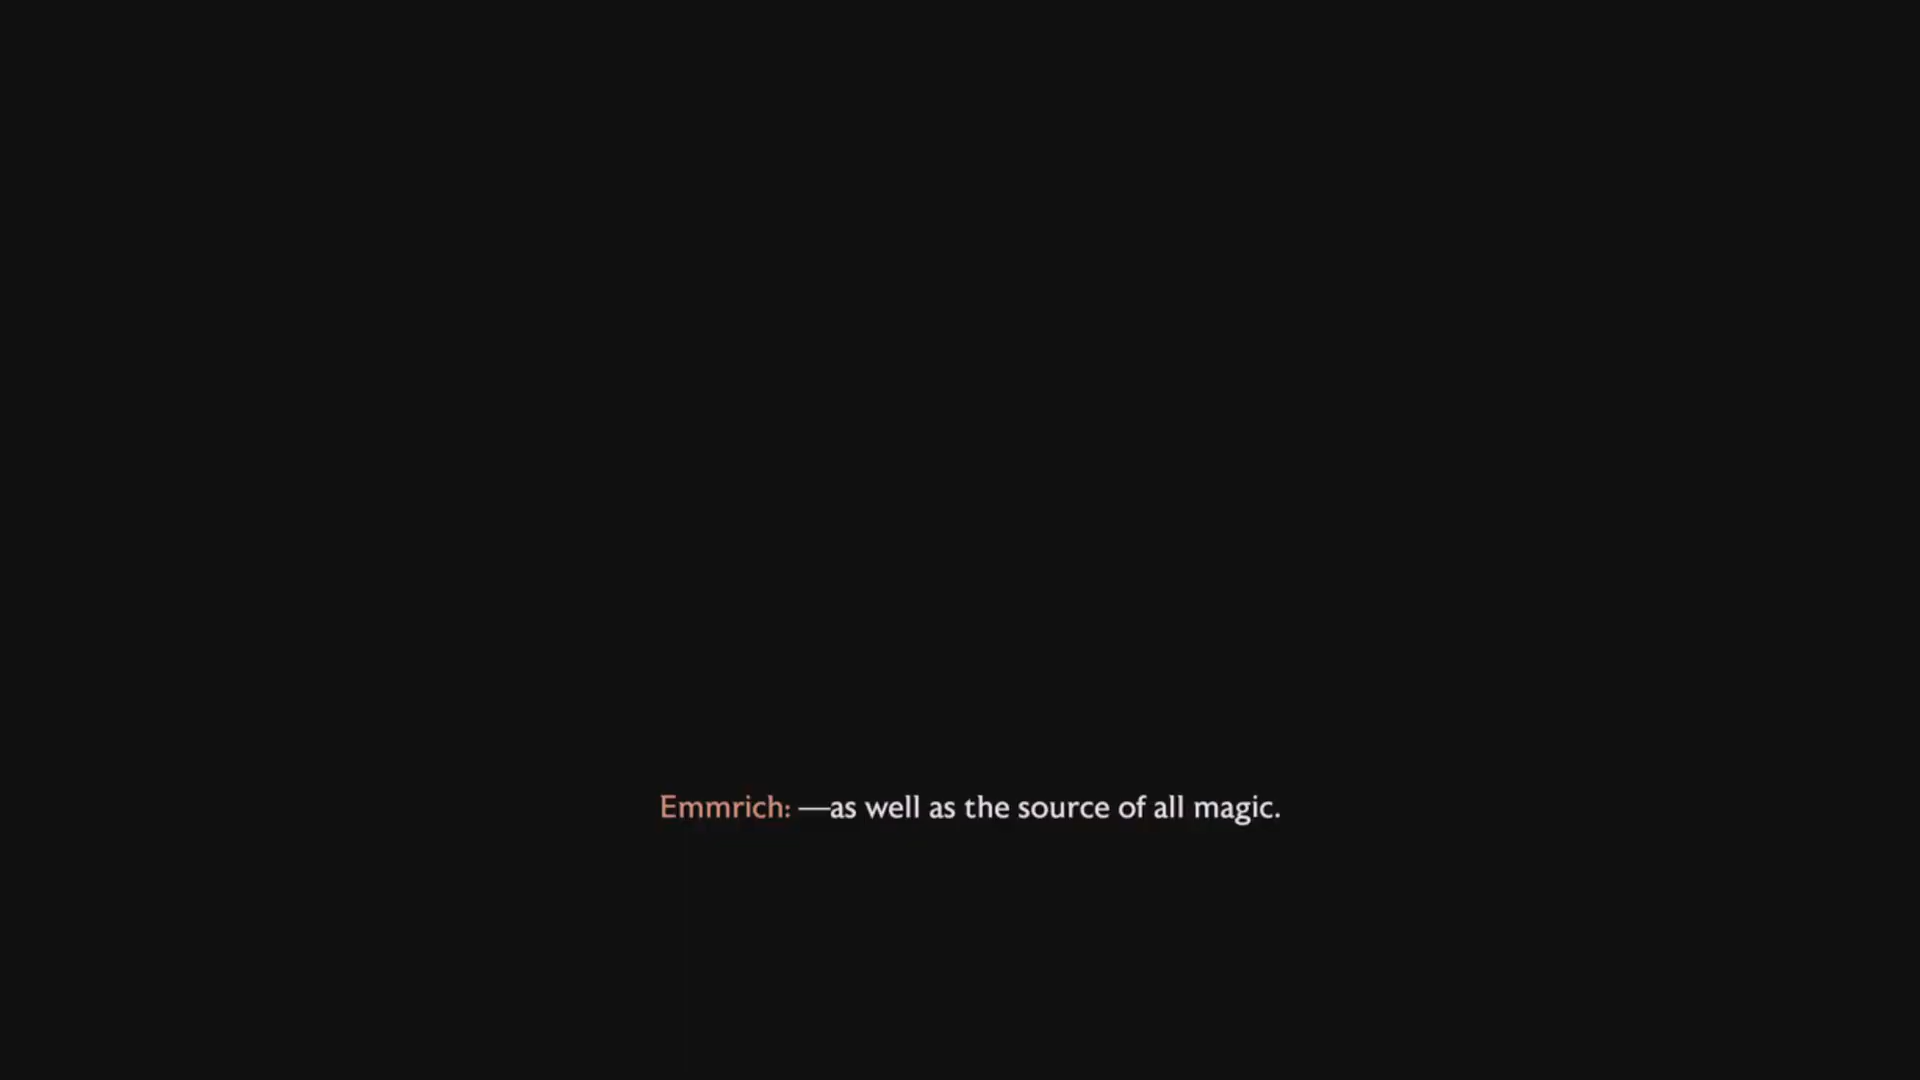 Emmrich: —as well as the source of all magic.